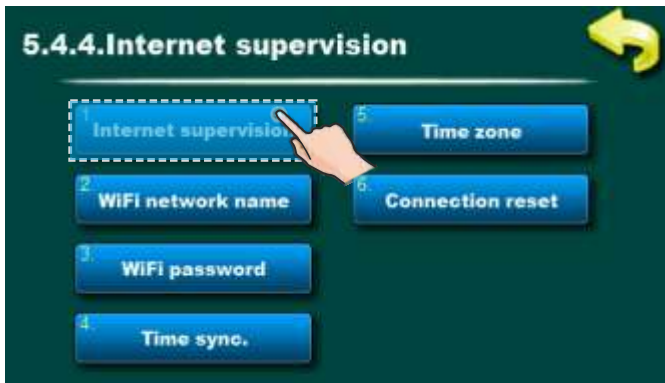 5.4.4.Internet supervision
1.
Internet supervision
2.
WiFi network name
3.
WiFi password
4.
Time sync.
5.
Time zone
6.
Connection reset